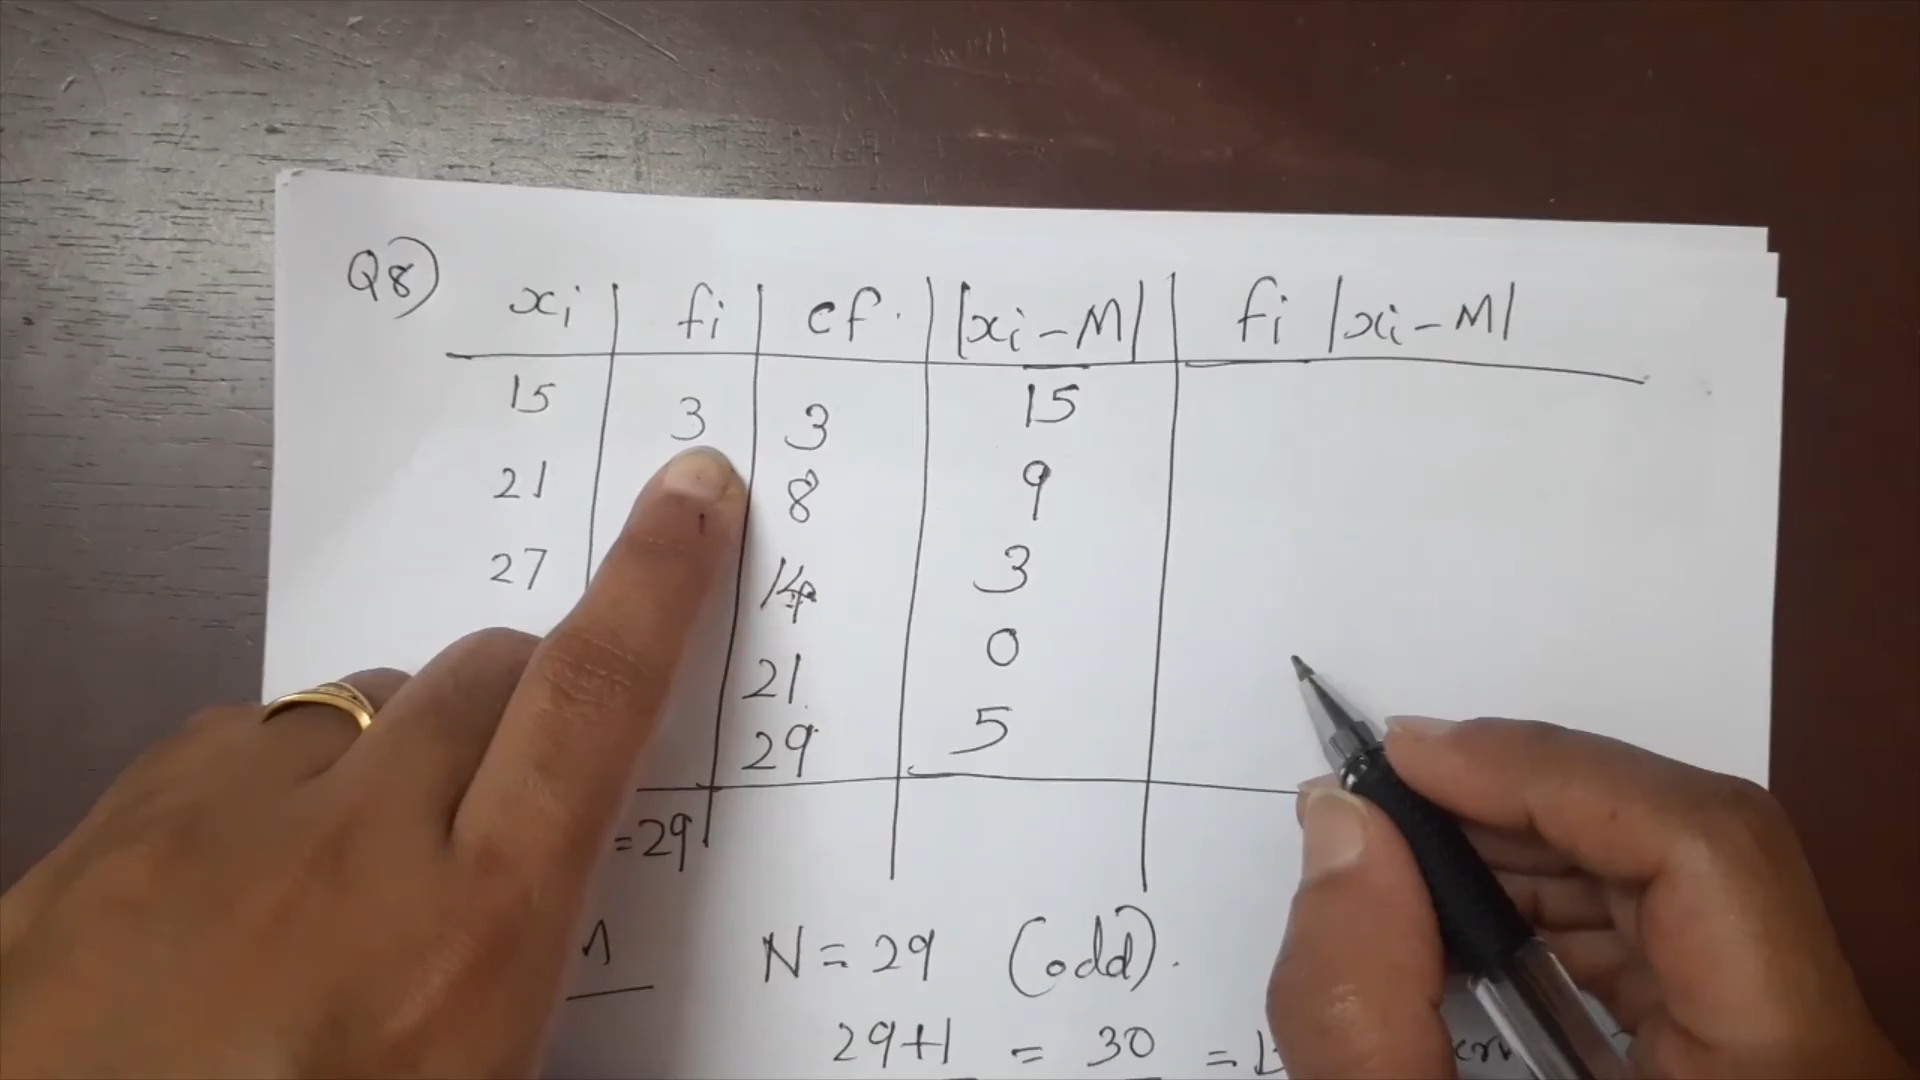 Q8)
xi fi cf. |xi-M| fi |xi-M|
15 3 3 15
21 8 9
27 14 3
21 0
29 5
=29
N=29 (odd).
29+1 = 30 =